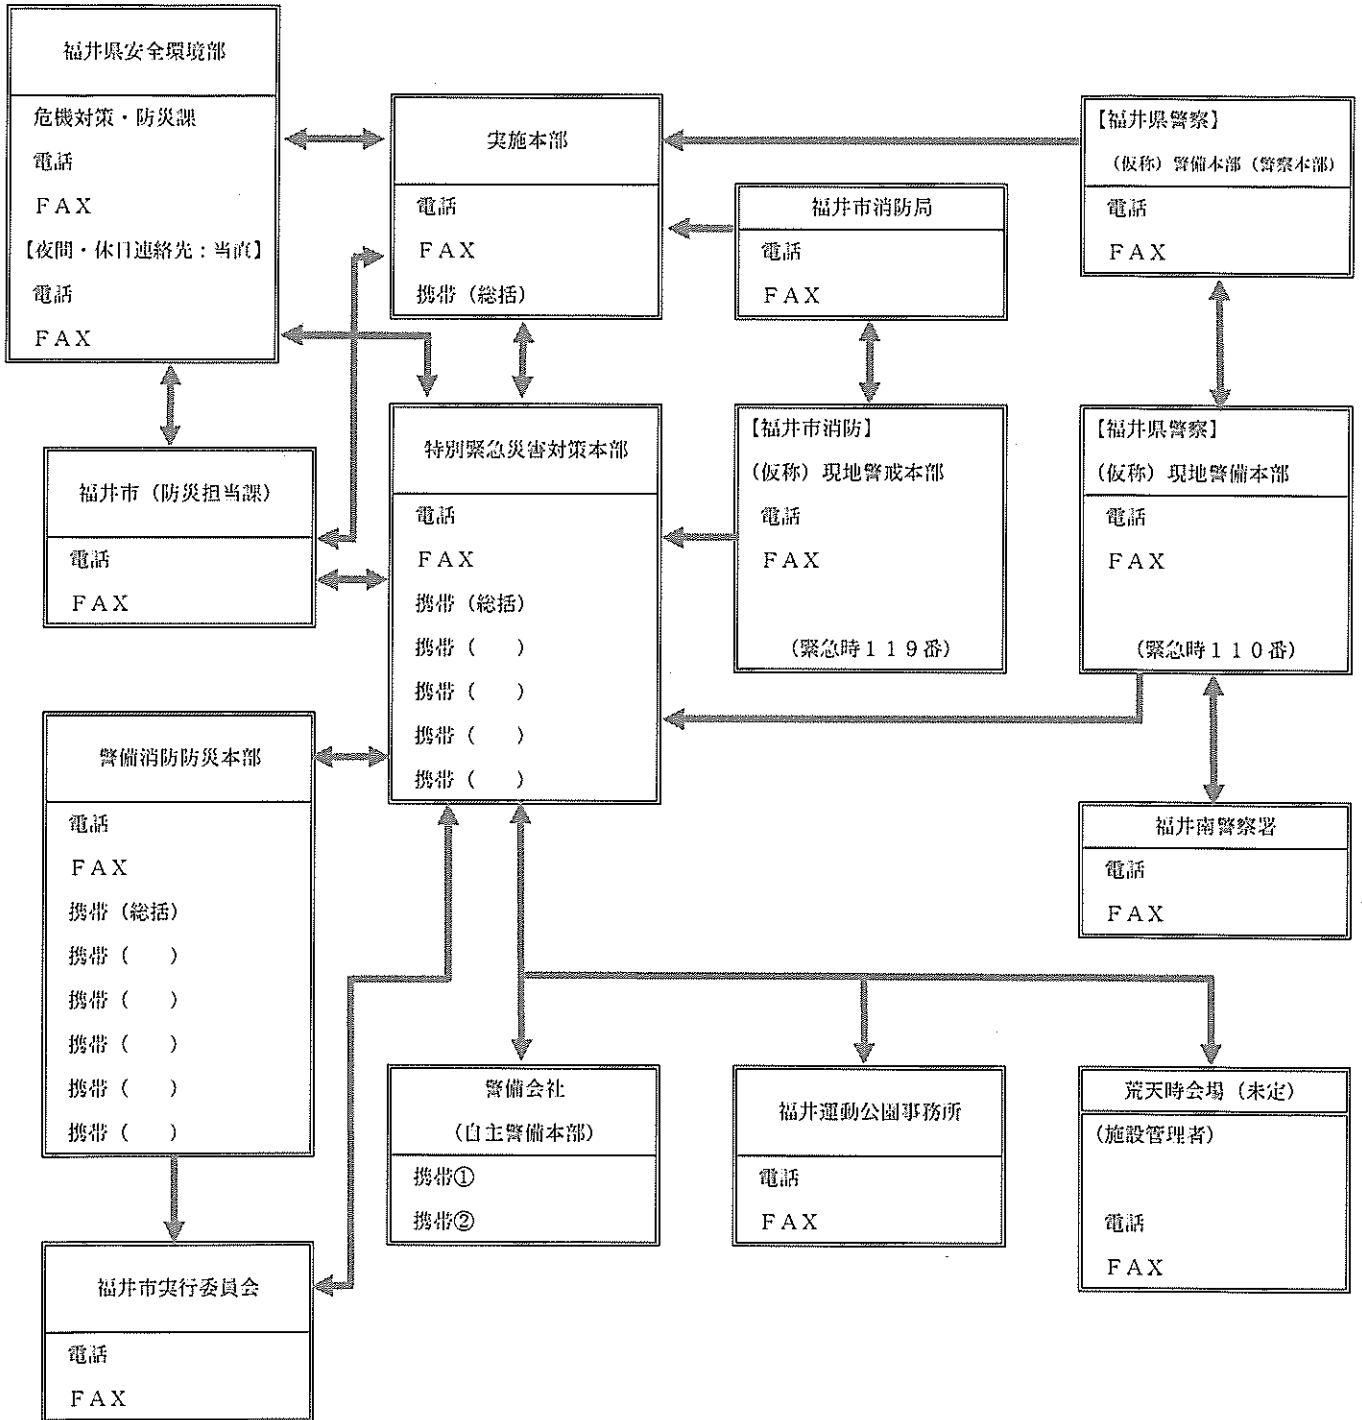 福井県安全環境部
危機対策・防災課
電話
ＦＡＸ
【夜間・休日連絡先：当直】
電話
ＦＡＸ
実施本部
電話
ＦＡＸ
携帯（総括）
福井市消防局
電話
ＦＡＸ
【福井県警察】
（仮称）警備本部（警察本部）
電話
ＦＡＸ
福井市（防災担当課）
電話
ＦＡＸ
特別緊急災害対策本部
電話
ＦＡＸ
携帯（総括）
携帯（　　）
携帯（　　）
携帯（　　）
携帯（　　）
【福井市消防】
（仮称）現地警戒本部
電話
ＦＡＸ
（緊急時１１９番）
【福井県警察】
（仮称）現地警備本部
電話
ＦＡＸ
（緊急時１１０番）
警備消防防災本部
電話
ＦＡＸ
携帯（総括）
携帯（　　）
携帯（　　）
携帯（　　）
携帯（　　）
携帯（　　）
福井南警察署
電話
ＦＡＸ
警備会社
（自主警備本部）
携帯①
携帯②
福井運動公園事務所
電話
ＦＡＸ
荒天時会場（未定）
（施設管理者）
電話
ＦＡＸ
福井市実行委員会
電話
ＦＡＸ